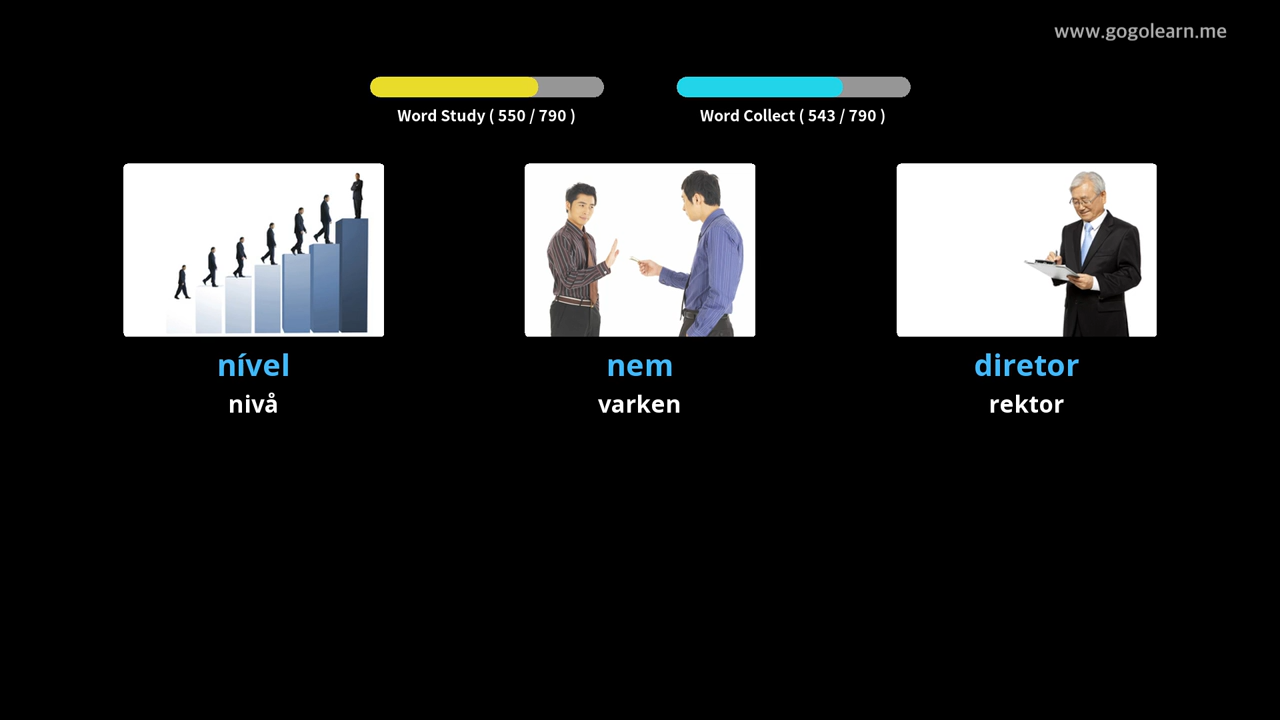 www.gogolearn.me
Word Study ( 550 / 790 )
Word Collect ( 543 / 790 )
nível
nivå
nem
varken
diretor
rektor